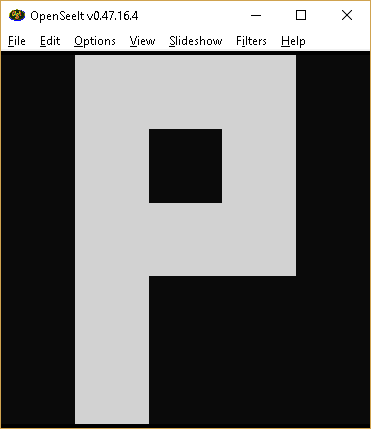 OpenSeeIt v0.47.16.4
File Edit Options View Slideshow Filters Help
P